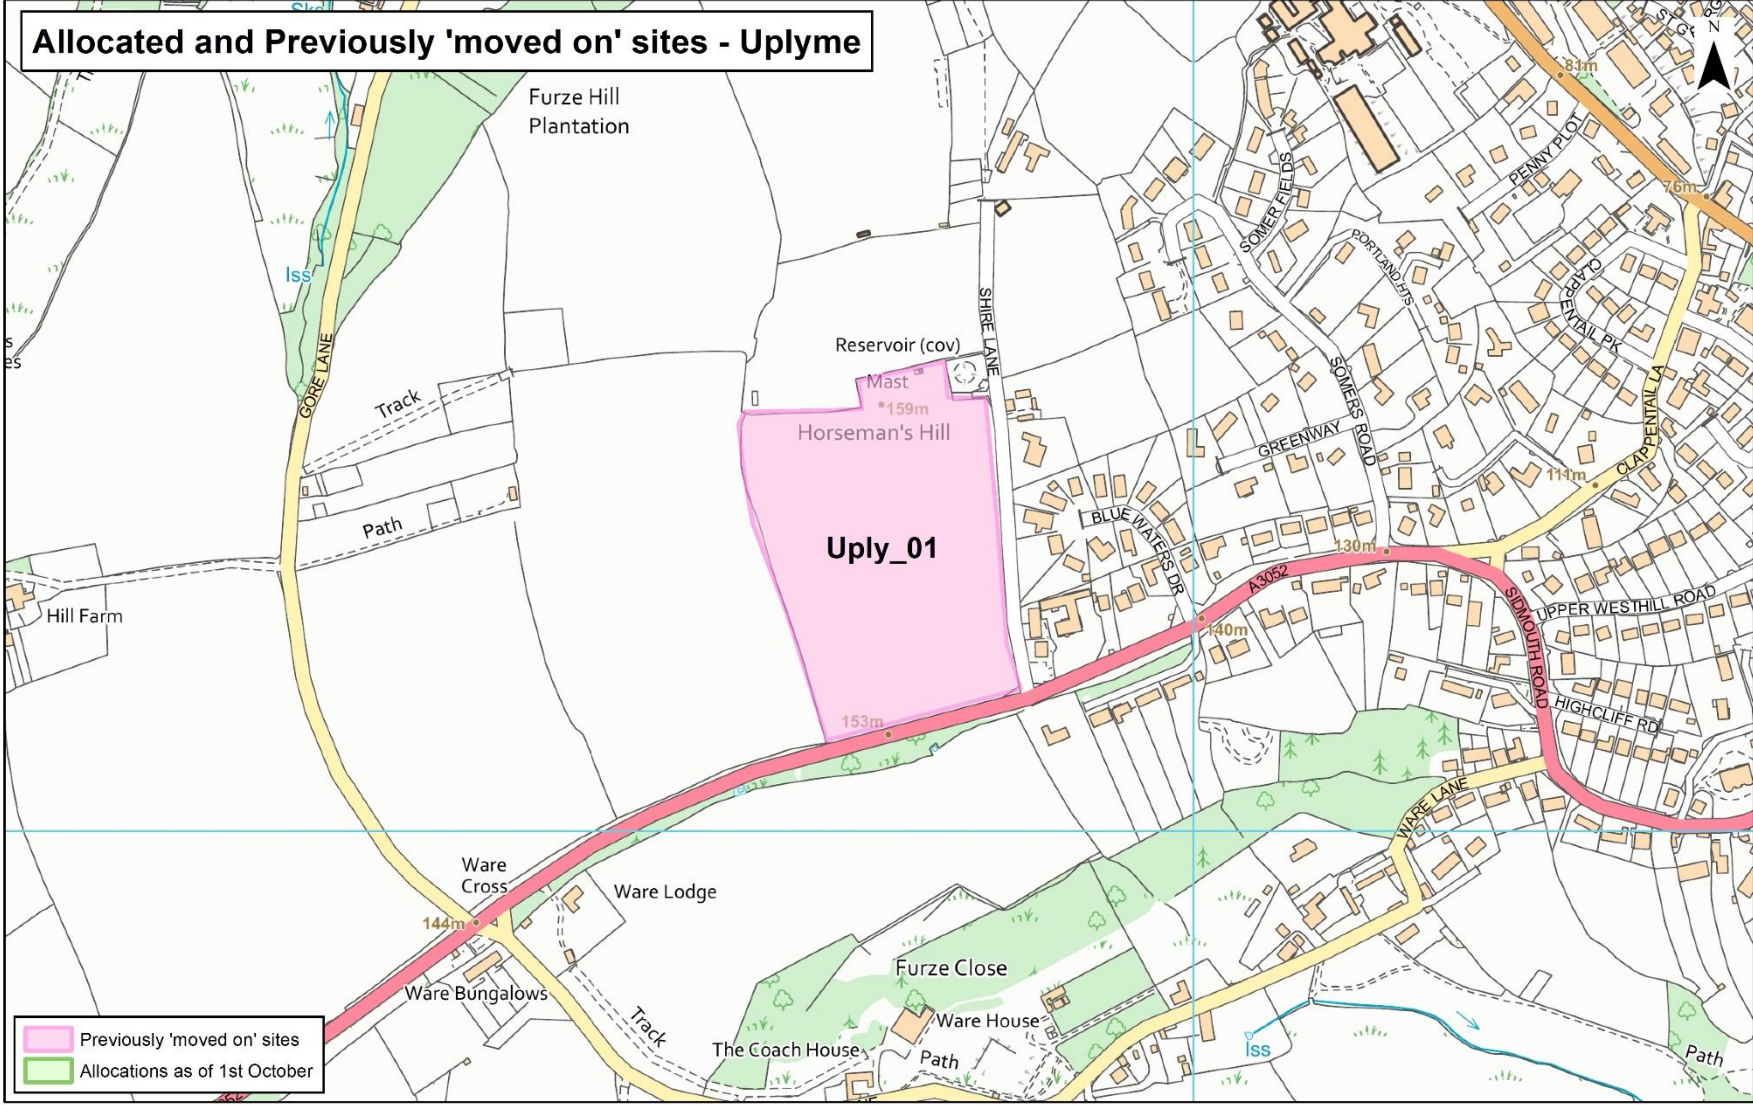 Allocated and Previously 'moved on' sites - Uplyme
Sks
N
81m
Furze Hill
Plantation
PENNY PLOT
76m
SOMER FIELDS
PORTLAND HTS
CLAPPENTAIL PK
Iss
SHIRE LANE
GORE LANE
Reservoir (cov)
Mast
159m
Horseman's Hill
Track
SOMERS ROAD
CLAPPENTAIL LA
GREENWAY
111m
Path
BLUE WATERS DR
Uply_01
130m
A3052
Hill Farm
SIDMOUTH ROAD
UPPER WESTHILL ROAD
140m
HIGHCLIFF RD
153m
WARE LANE
Ware
Cross
Ware Lodge
144m
Furze Close
Ware Bungalows
Track
Ware House
The Coach House
Path
Iss
Path
Previously 'moved on' sites
Allocations as of 1st October